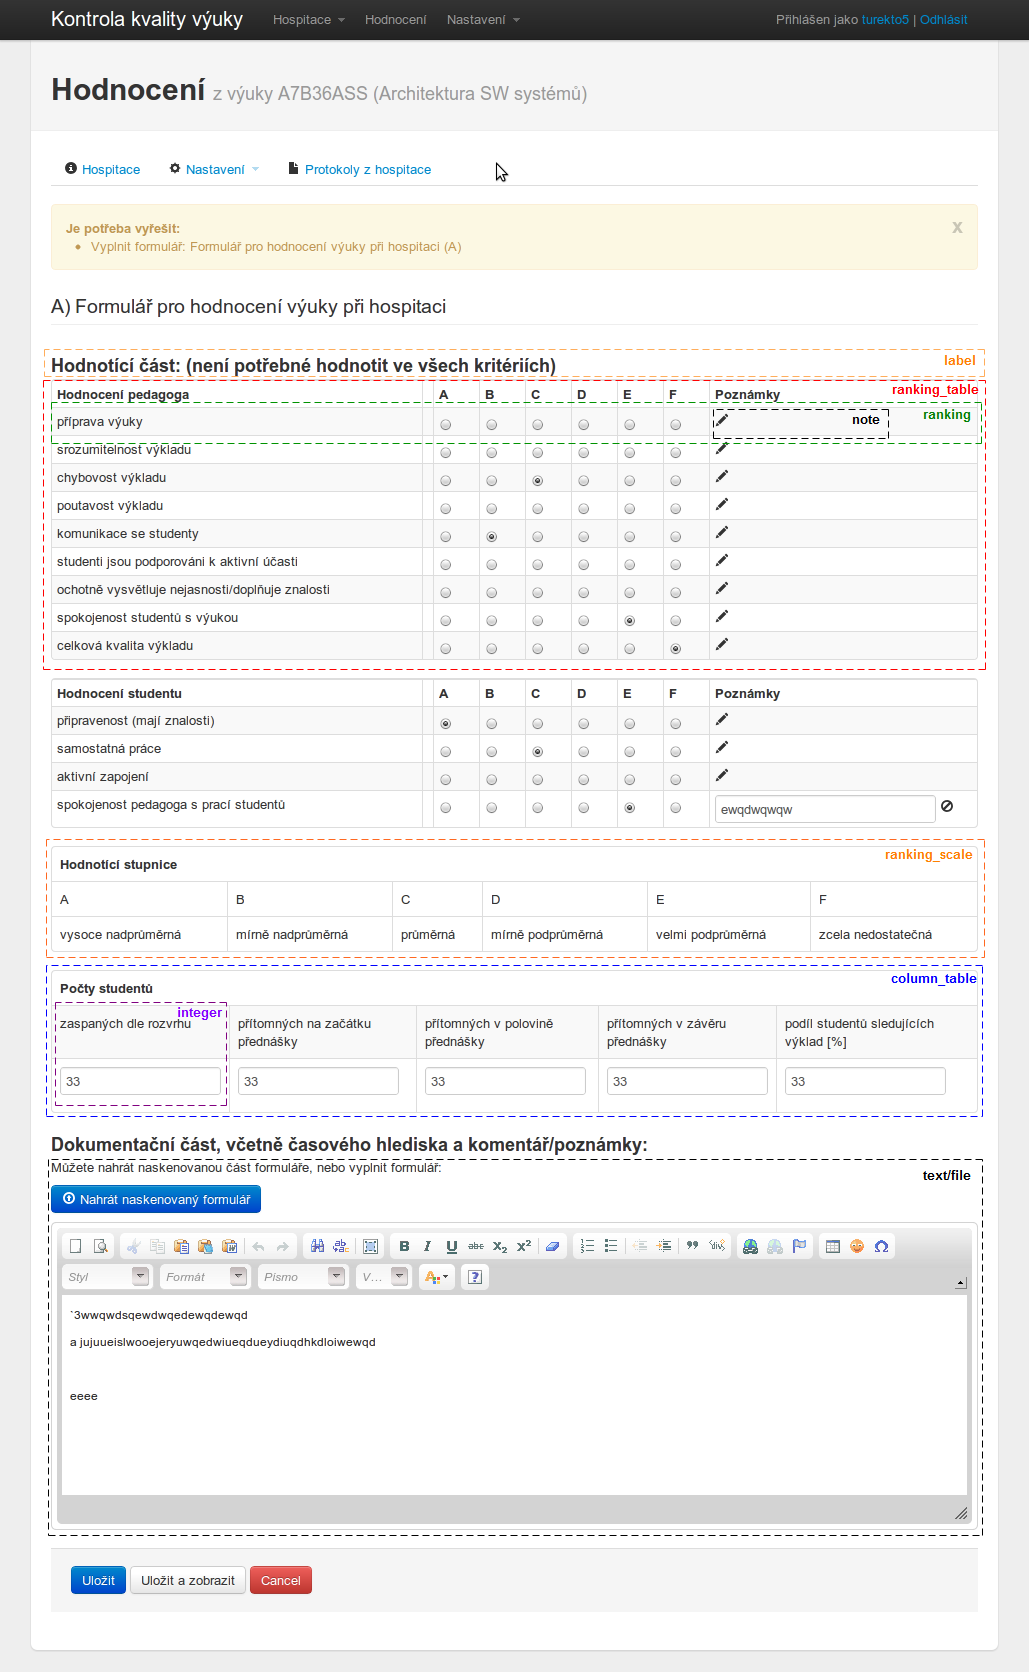 Kontrola kvality výuky Hospitace Hodnocení Nastavení Přihlášen jako turekto5 | Odhlásit
Hodnocení z výuky A7B36ASS (Architektura SW systémů)
Hospitace Nastavení Protokoly z hospitace
Je potřeba vyřešit: x
• Vyplnit formulář: Formulář pro hodnocení výuky při hospitaci (A)
A) Formulář pro hodnocení výuky při hospitaci
Hodnotící část: (není potřebné hodnotit ve všech kritériích) label
Hodnocení pedagoga A B C D E F Poznámky ranking_table
příprava výuky note ranking
srozumitelnost výkladu
chybovost výkladu
poutavost výkladu
komunikace se studenty
studenti jsou podporováni k aktivní účasti
ochotně vysvětluje nejasnosti/doplňuje znalosti
spokojenost studentů s výukou
celková kvalita výkladu
Hodnocení studentu A B C D E F Poznámky
připravenost (mají znalosti)
samostatná práce
aktivní zapojení
spokojenost pedagoga s prací studentů ewqdwqwqw
Hodnotící stupnice ranking_scale
A B C D E F
vysoce nadprůměrná mírně nadprůměrná průměrná mírně podprůměrná velmi podprůměrná zcela nedostatečná
Počty studentů column_table
integer
zaspaných dle rozvrhu přítomných na začátku přítomných v polovině přítomných v závěru podíl studentů sledujících
přednášky přednášky přednášky výklad [%]
33 33 33 33 33
Dokumentační část, včetně časového hlediska a komentář/poznámky:
Můžete nahrát naskenovanou část formuláře, nebo vyplnit formulář: text/file
Nahrát naskenovaný formulář
B I U abc X₂ X²
Styl Formát Písmo V... A ?
`3wwqwdsqewdwqedewqdewqd
a jujuueislwooejeryuwqedwiueqdueydiuqdhkdloiwewqd
eeee
Uložit Uložit a zobrazit Cancel